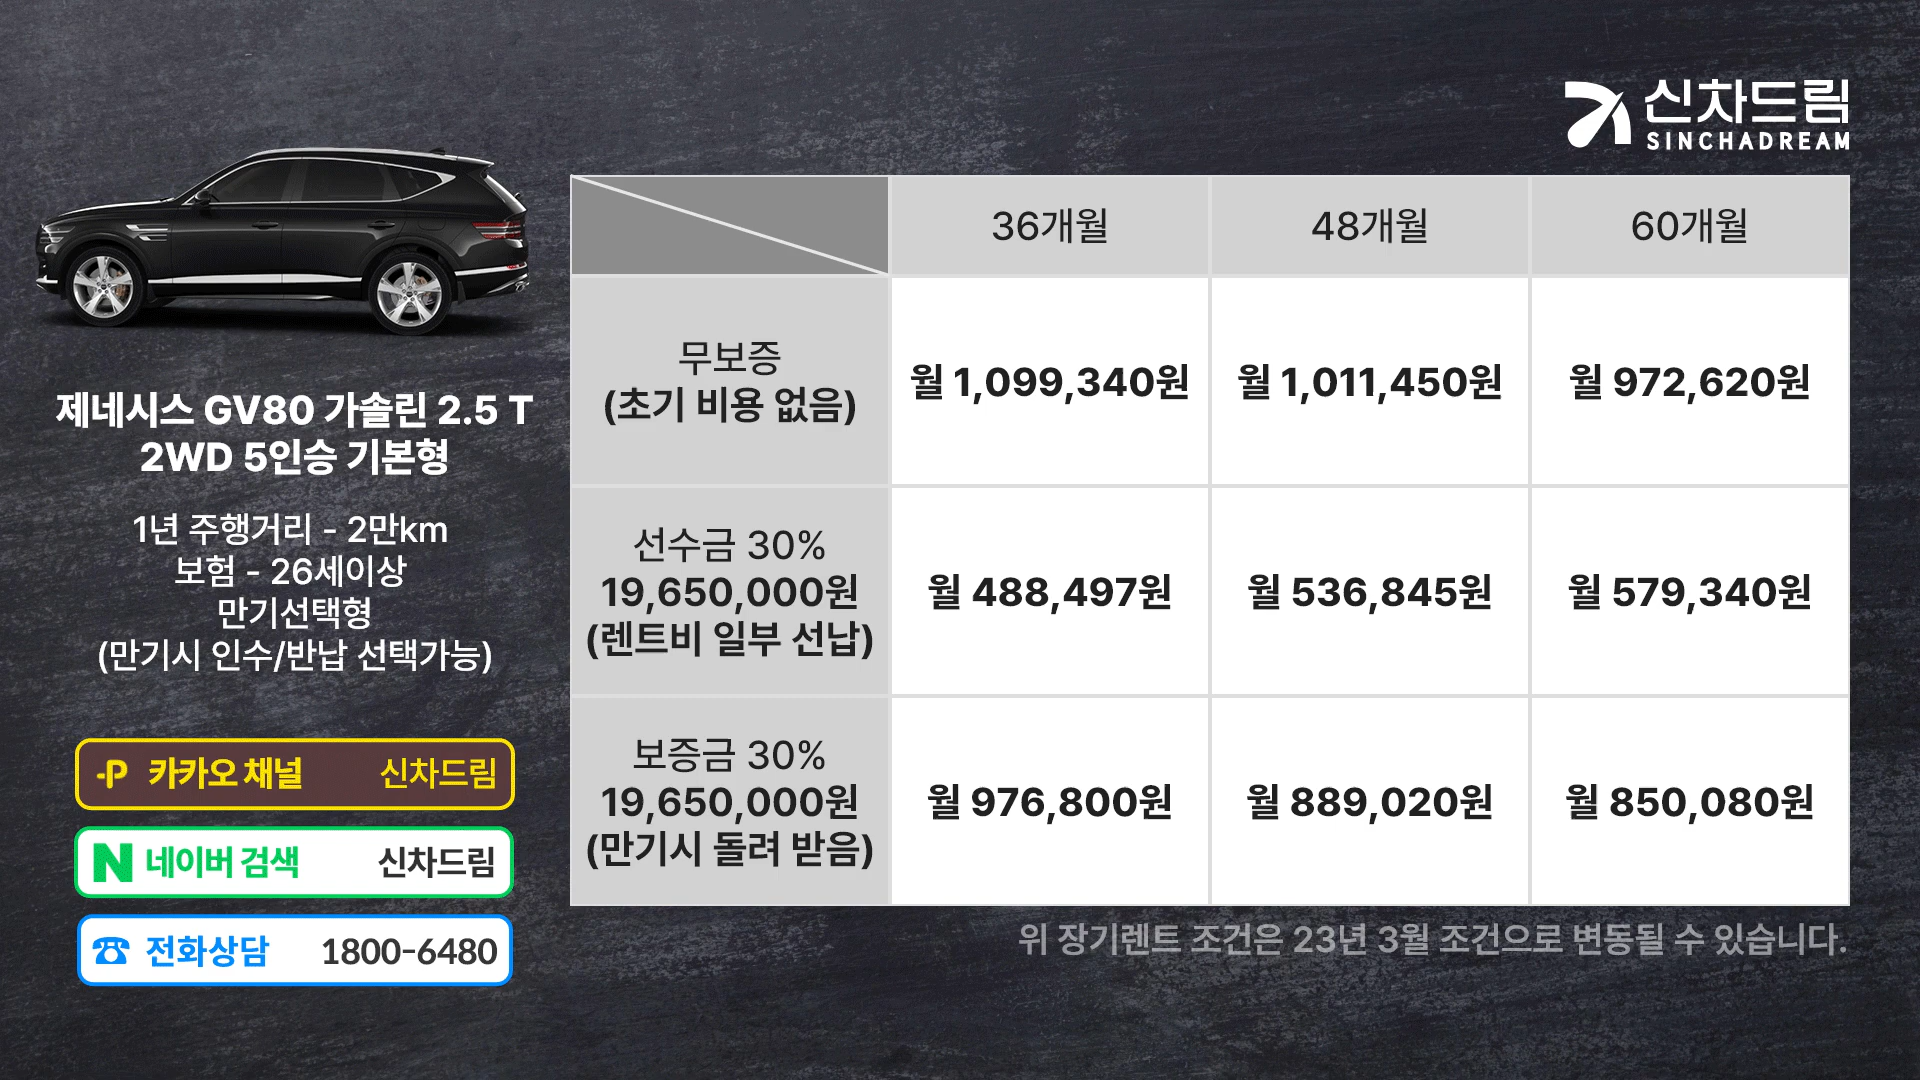 신차드림
SINCHADREAM
제네시스 GV80 가솔린 2.5 T
2WD 5인승 기본형
1년 주행거리 - 2만km
보험 - 26세이상
만기선택형
(만기시 인수/반납 선택가능)
카카오 채널 신차드림
네이버 검색 신차드림
전화상담 1800-6480
36개월 48개월 60개월
무보증
(초기 비용 없음)
월 1,099,340원 월 1,011,450원 월 972,620원
선수금 30%
19,650,000원
(렌트비 일부 선납)
월 488,497원 월 536,845원 월 579,340원
보증금 30%
19,650,000원
(만기시 돌려 받음)
월 976,800원 월 889,020원 월 850,080원
위 장기렌트 조건은 23년 3월 조건으로 변동될 수 있습니다.